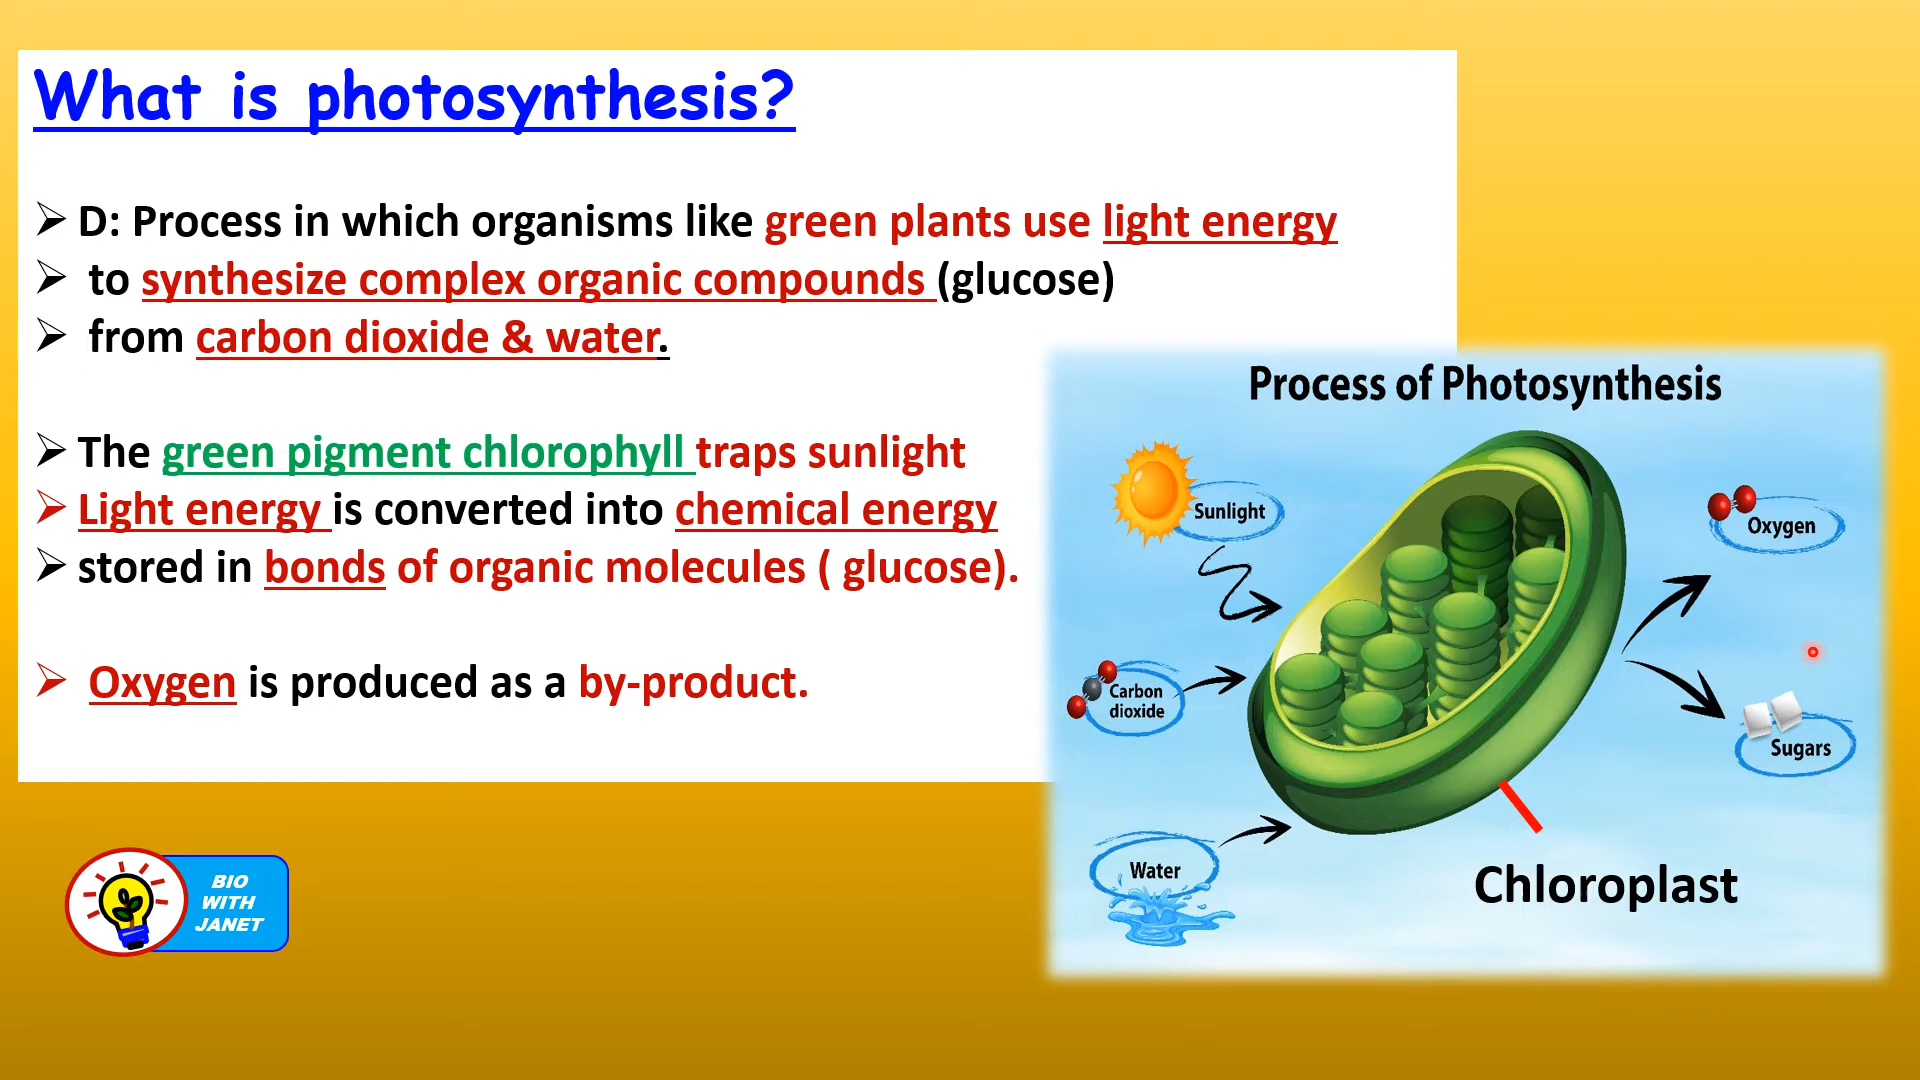 What is photosynthesis?
D: Process in which organisms like green plants use light energy
to synthesize complex organic compounds (glucose)
from carbon dioxide & water.
The green pigment chlorophyll traps sunlight
Light energy is converted into chemical energy
stored in bonds of organic molecules ( glucose).
Oxygen is produced as a by-product.
Process of Photosynthesis
Sunlight
Oxygen
Carbon
dioxide
Sugars
Water
Chloroplast
BIO
WITH
JANET